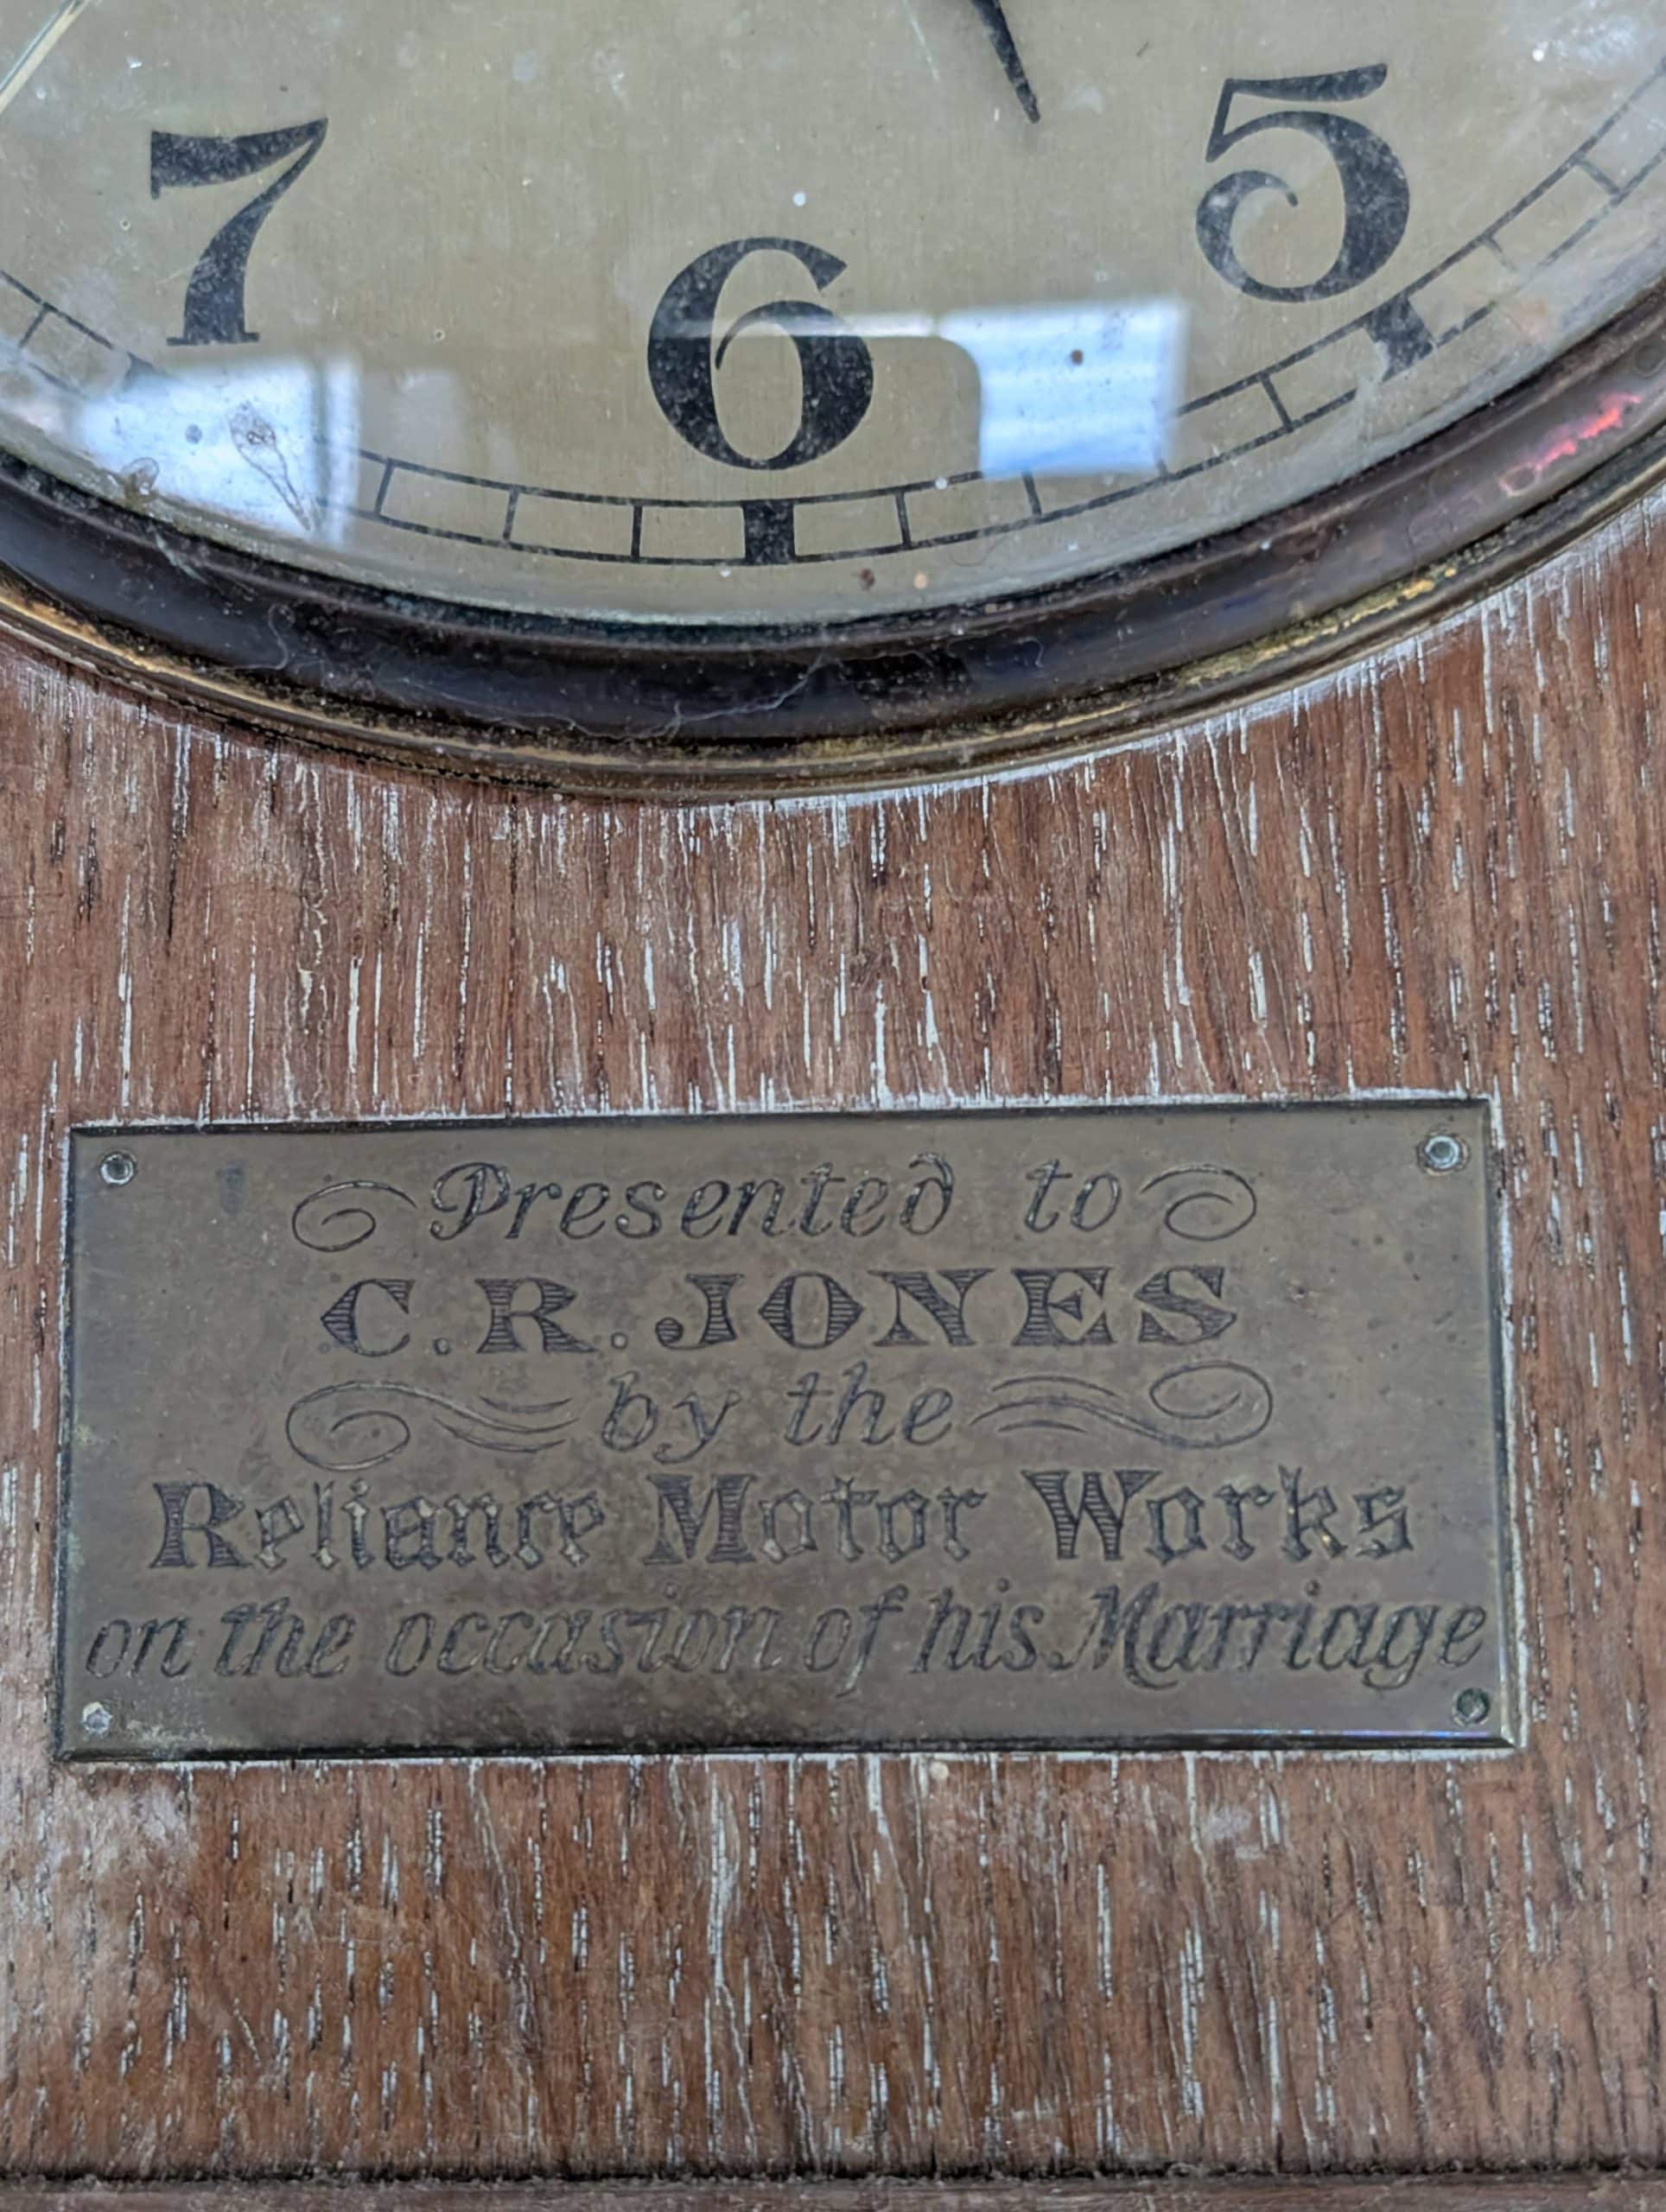 7 6 5
Presented to
C. R. JONES
by the
Reliance Motor Works
on the occasion of his Marriage